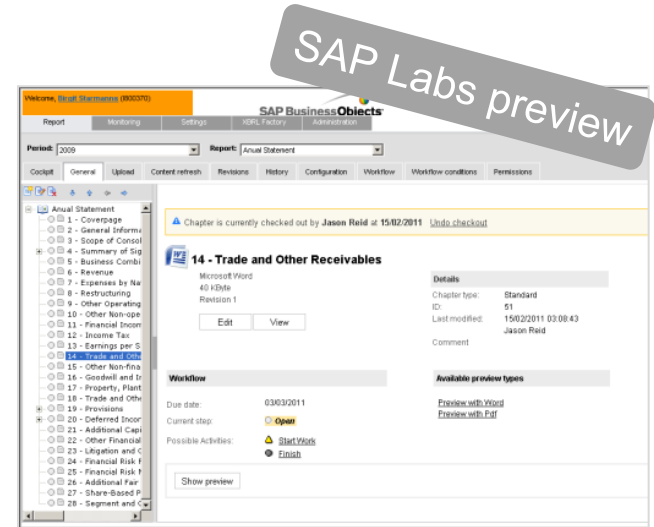 SAP Labs preview
Welcome, Birgit Starmanns (I800370)
SAP BusinessObjects
Report Monitoring Settings XBRL Factory Administration
Period: 2009 Report: Anual Statement
Cockpit General Upload Content refresh Revisions History Configuration Workflow Workflow conditions Permissions
Anual Statement
1 - Coverpage
2 - General Informa
3 - Scope of Consol
4 - Summary of Sig
5 - Business Combi
6 - Revenue
7 - Expenses by Na
8 - Restructuring
9 - Other Operating
10 - Other Non-ope
11 - Financial Incom
12 - Income Tax
13 - Earnings per S
14 - Trade and Othe
15 - Other Non-fina
16 - Goodwill and Ir
17 - Property, Plant
18 - Trade and Othe
19 - Provisions
20 - Deferred Incor
21 - Additional Capi
22 - Other Financial
23 - Litigation and C
24 - Financial Risk F
25 - Financial Risk M
26 - Additional Fair
27 - Share-Based P
28 - Segment and G
Chapter is currently checked out by Jason Reid at 15/02/2011 Undo checkout
14 - Trade and Other Receivables
Microsoft Word
40 KByte
Revision 1
Edit View
Details
Chapter type: Standard
ID: 51
Last modified: 15/02/2011 03:08:43
Jason Reid
Comment
Workflow
Due date: 03/03/2011
Current step: Open
Possible Activities: Start Work
Finish
Available preview types
Preview with Word
Preview with Pdf
Show preview